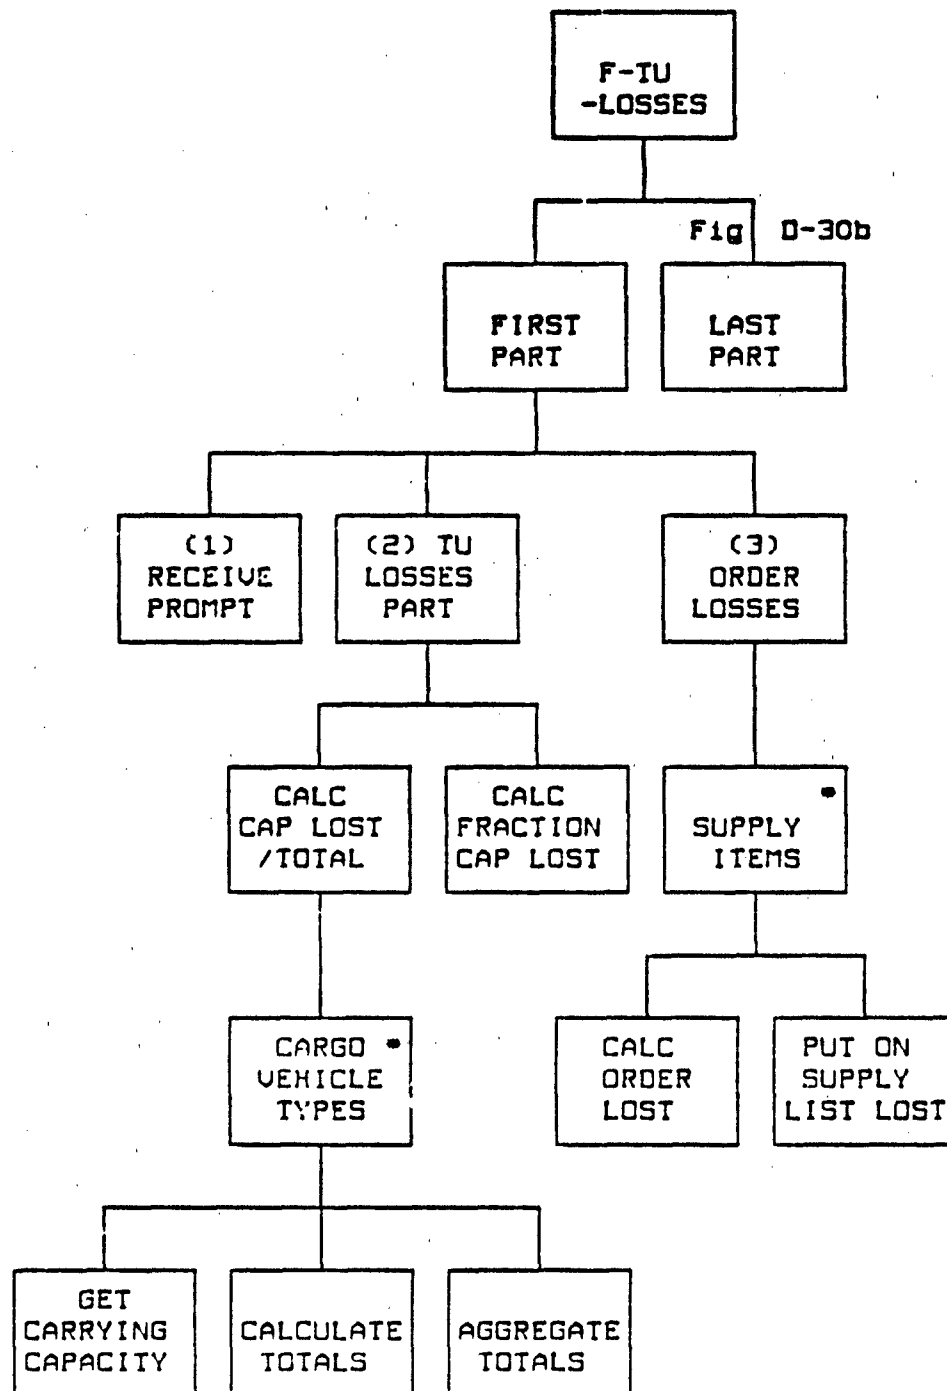 F-TU
-LOSSES
Fig D-30b
FIRST
PART
LAST
PART
(1)
RECEIVE
PROMPT
(2) TU
LOSSES
PART
(3)
ORDER
LOSSES
CALC
CAP LOST
/TOTAL
CALC
FRACTION
CAP LOST
*
SUPPLY
ITEMS
CARGO *
VEHICLE
TYPES
CALC
ORDER
LOST
PUT ON
SUPPLY
LIST LOST
GET
CARRYING
CAPACITY
CALCULATE
TOTALS
AGGREGATE
TOTALS